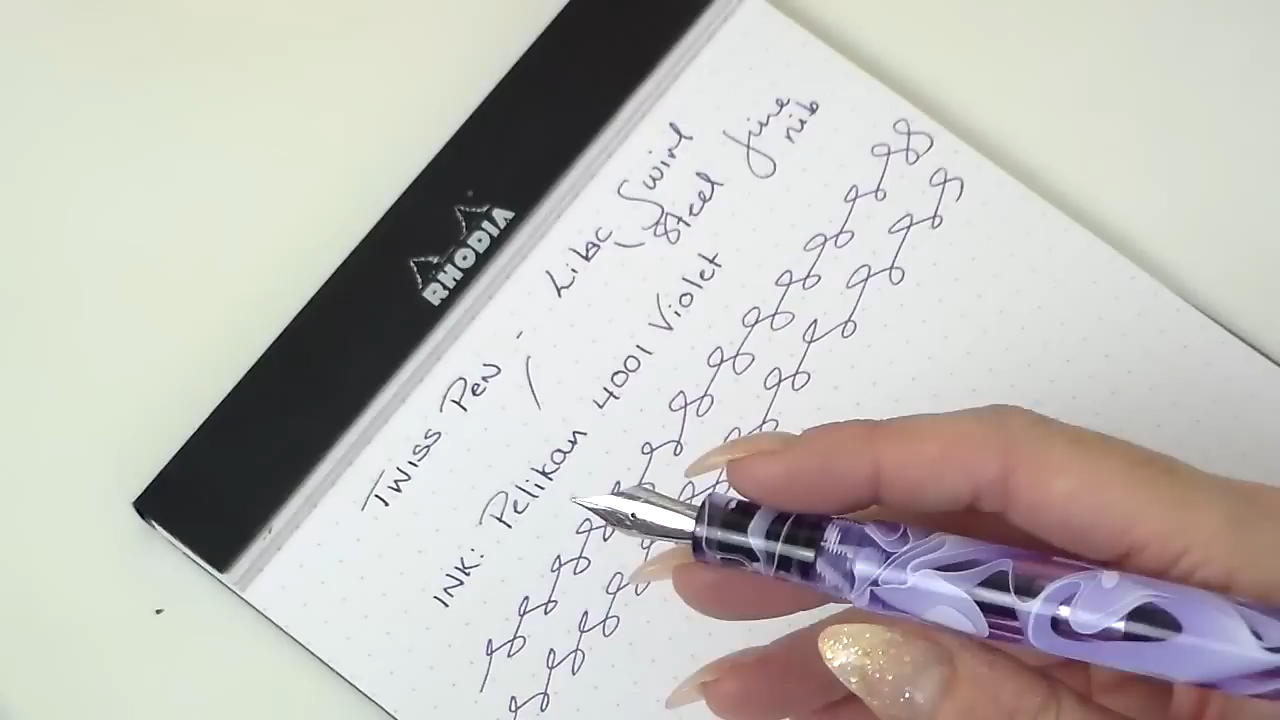 RHODIA
TWISS PEN - Lilac Swirl
/ Steel fine
nib
INK: Pelikan 4001 Violet